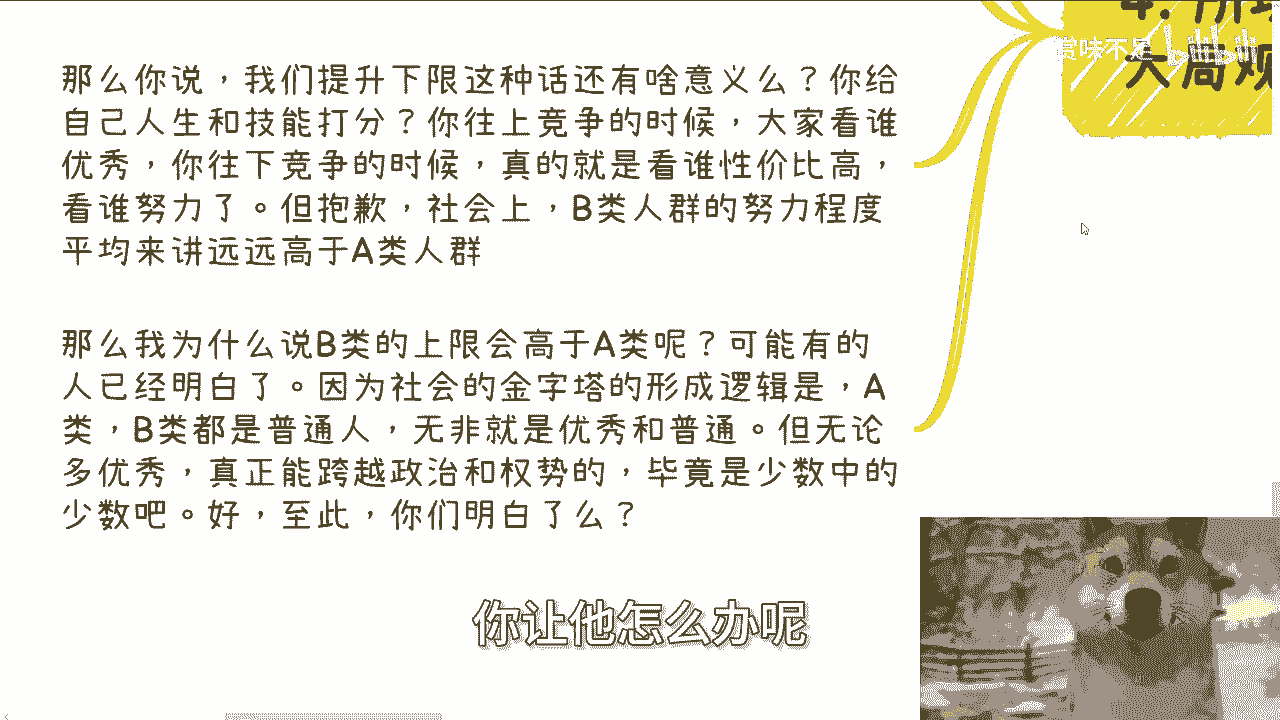 大局观
赏味不足 bilibili
那么你说，我们提升下限这种话还有啥意义么？你给
自己人生和技能打分？你往上竞争的时候，大家看谁
优秀，你往下竞争的时候，真的就是看谁性价比高，
看谁努力了。但抱歉，社会上，B类人群的努力程度
平均来讲远远高于A类人群
那么我为什么说B类的上限会高于A类呢？可能有的
人已经明白了。因为社会的金字塔的形成逻辑是，A
类，B类都是普通人，无非就是优秀和普通。但无论
多优秀，真正能跨越政治和权势的，毕竟是少数中的
少数吧。好，至此，你们明白了么？
你让他怎么办呢